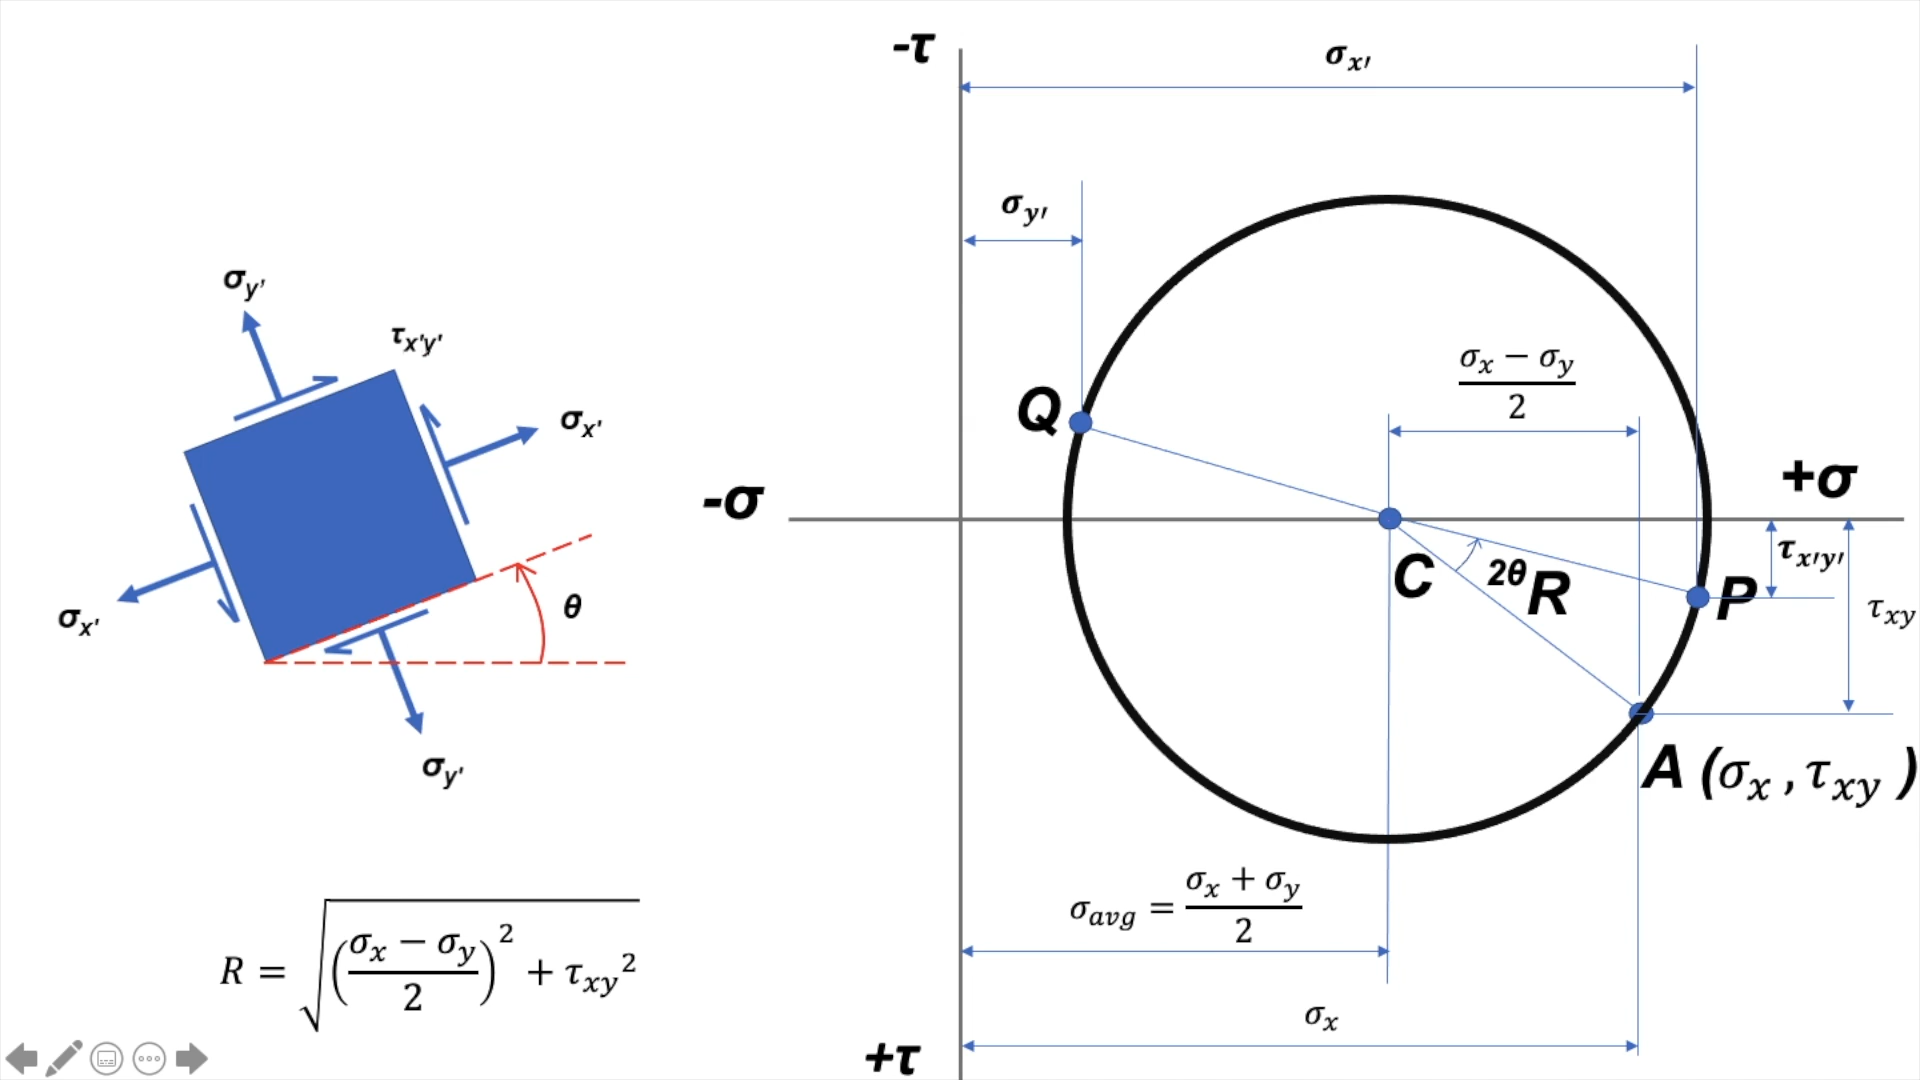 -τ
σx′
σy′
σy'
τx'y'
σx'
σx − σy
2
Q
+σ
-σ
τx′y′
C
2θ
R
P
τxy
θ
σx'
σy'
A (σx , τxy )
σavg = σx + σy
2
R = √((σx − σy / 2)² + τxy²)
σx
+τ